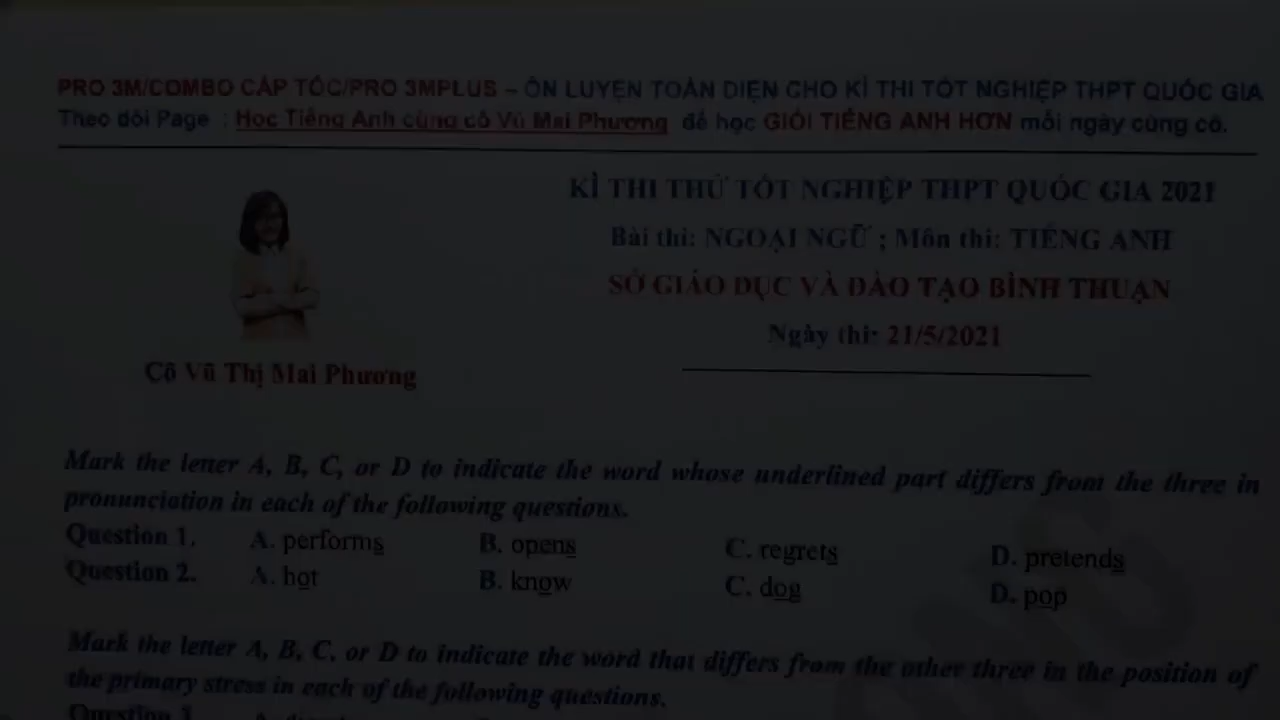 PRO 3M/COMBO CẤP TỐC/PRO 3MPLUS – ÔN LUYỆN TOÀN DIỆN CHO KÌ THI TỐT NGHIỆP THPT QUỐC GIA
Theo dõi Page : Học Tiếng Anh cùng cô Vũ Mai Phương để học GIỎI TIẾNG ANH HƠN mỗi ngày cùng cô.
KÌ THI THỬ TỐT NGHIỆP THPT QUỐC GIA 2021
Bài thi: NGOẠI NGỮ ; Môn thi: TIẾNG ANH
SỞ GIÁO DỤC VÀ ĐÀO TẠO BÌNH THUẬN
Ngày thi: 21/5/2021
Cô Vũ Thị Mai Phương
Mark the letter A, B, C, or D to indicate the word whose underlined part differs from the three in
pronunciation in each of the following questions.
Question 1. A. performs B. opens C. regrets D. pretends
Question 2. A. hot B. know C. dog D. pop
Mark the letter A, B, C, or D to indicate the word that differs from the other three in the position of
the primary stress in each of the following questions.
Question 3